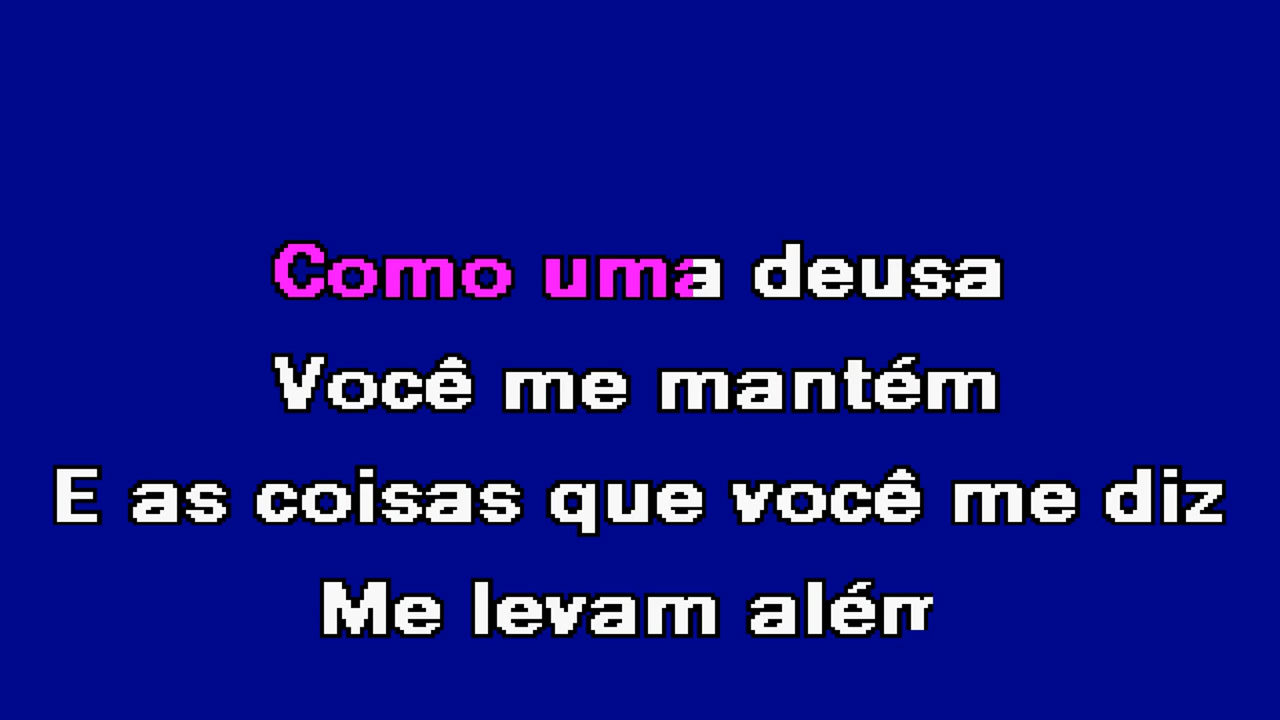 Como uma deusa
Você me mantém
E as coisas que você me diz
Me levam além